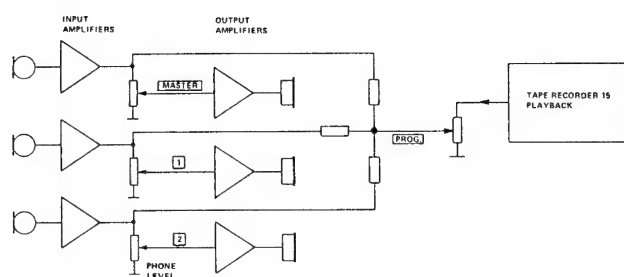 INPUT
AMPLIFIERS
OUTPUT
AMPLIFIERS
MASTER
TAPE RECORDER 15
PLAYBACK
PROG.
1
2
PHONE
LEVEL